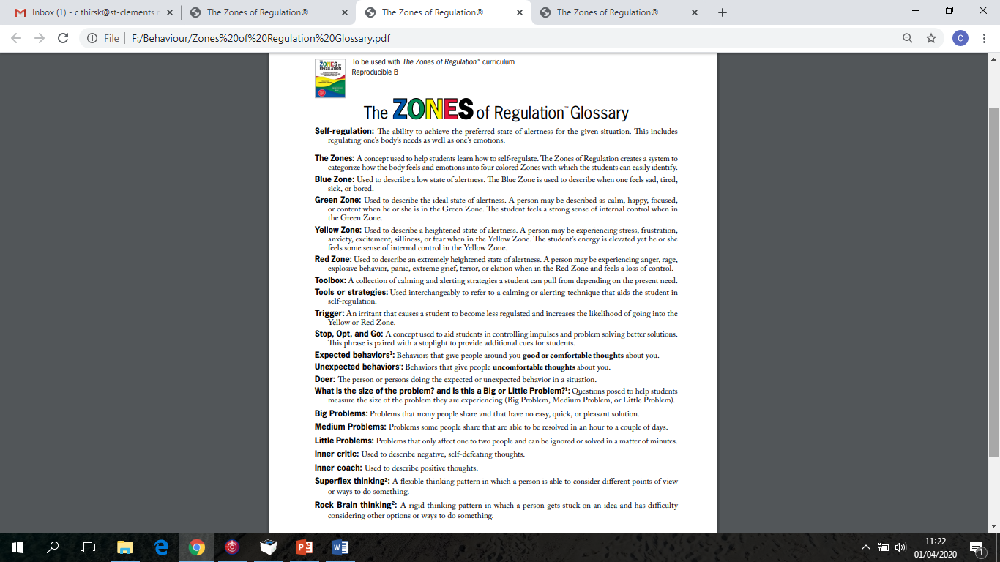 Inbox (1) - c.thirsk@st-clements.n
The Zones of Regulation®
The Zones of Regulation®
The Zones of Regulation®
File
F:/Behaviour/Zones%20of%20Regulation%20Glossary.pdf
C
ZONES OF
REGULATION
To be used with The Zones of Regulation™ curriculum
Reproducible B
The ZONES of Regulation™ Glossary
Self-regulation: The ability to achieve the preferred state of alertness for the given situation. This includes
regulating one's body's needs as well as one's emotions.
The Zones: A concept used to help students learn how to self-regulate. The Zones of Regulation creates a system to
categorize how the body feels and emotions into four colored Zones with which the students can easily identify.
Blue Zone: Used to describe a low state of alertness. The Blue Zone is used to describe when one feels sad, tired,
sick, or bored.
Green Zone: Used to describe the ideal state of alertness. A person may be described as calm, happy, focused,
or content when he or she is in the Green Zone. The student feels a strong sense of internal control when in
the Green Zone.
Yellow Zone: Used to describe a heightened state of alertness. A person may be experiencing stress, frustration,
anxiety, excitement, silliness, or fear when in the Yellow Zone. The student's energy is elevated yet he or she
feels some sense of internal control in the Yellow Zone.
Red Zone: Used to describe an extremely heightened state of alertness. A person may be experiencing anger, rage,
explosive behavior, panic, extreme grief, terror, or elation when in the Red Zone and feels a loss of control.
Toolbox: A collection of calming and alerting strategies a student can pull from depending on the present need.
Tools or strategies: Used interchangeably to refer to a calming or alerting technique that aids the student in
self-regulation.
Trigger: An irritant that causes a student to become less regulated and increases the likelihood of going into the
Yellow or Red Zone.
Stop, Opt, and Go: A concept used to aid students in controlling impulses and problem solving better solutions.
This phrase is paired with a stoplight to provide additional cues for students.
Expected behaviors¹: Behaviors that give people around you good or comfortable thoughts about you.
Unexpected behaviors¹: Behaviors that give people uncomfortable thoughts about you.
Doer: The person or persons doing the expected or unexpected behavior in a situation.
What is the size of the problem? and Is this a Big or Little Problem?¹: Questions posed to help students
measure the size of the problem they are experiencing (Big Problem, Medium Problem, or Little Problem).
Big Problems: Problems that many people share and that have no easy, quick, or pleasant solution.
Medium Problems: Problems some people share that are able to be resolved in an hour to a couple of days.
Little Problems: Problems that only affect one to two people and can be ignored or solved in a matter of minutes.
Inner critic: Used to describe negative, self-defeating thoughts.
Inner coach: Used to describe positive thoughts.
Superflex thinking²: A flexible thinking pattern in which a person is able to consider different points of view
or ways to do something.
Rock Brain thinking²: A rigid thinking pattern in which a person gets stuck on an idea and has difficulty
considering other options or ways to do something.
11:22
01/04/2020
1